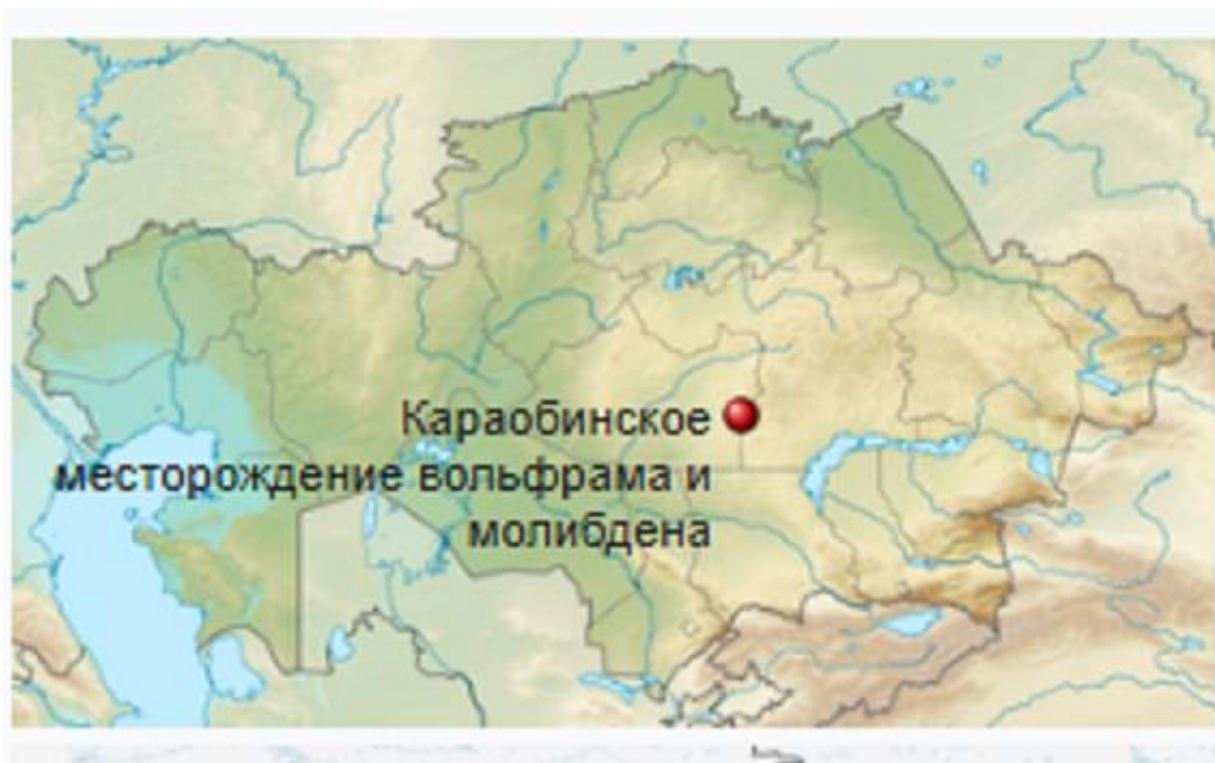 Караобинское
месторождение вольфрама и
молибдена